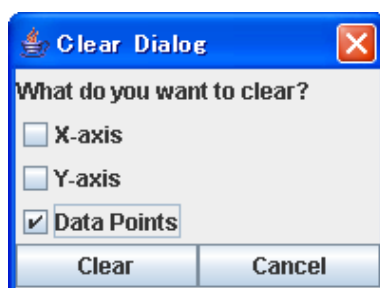 Clear Dialog
What do you want to clear?
X-axis
Y-axis
Data Points
Clear Cancel